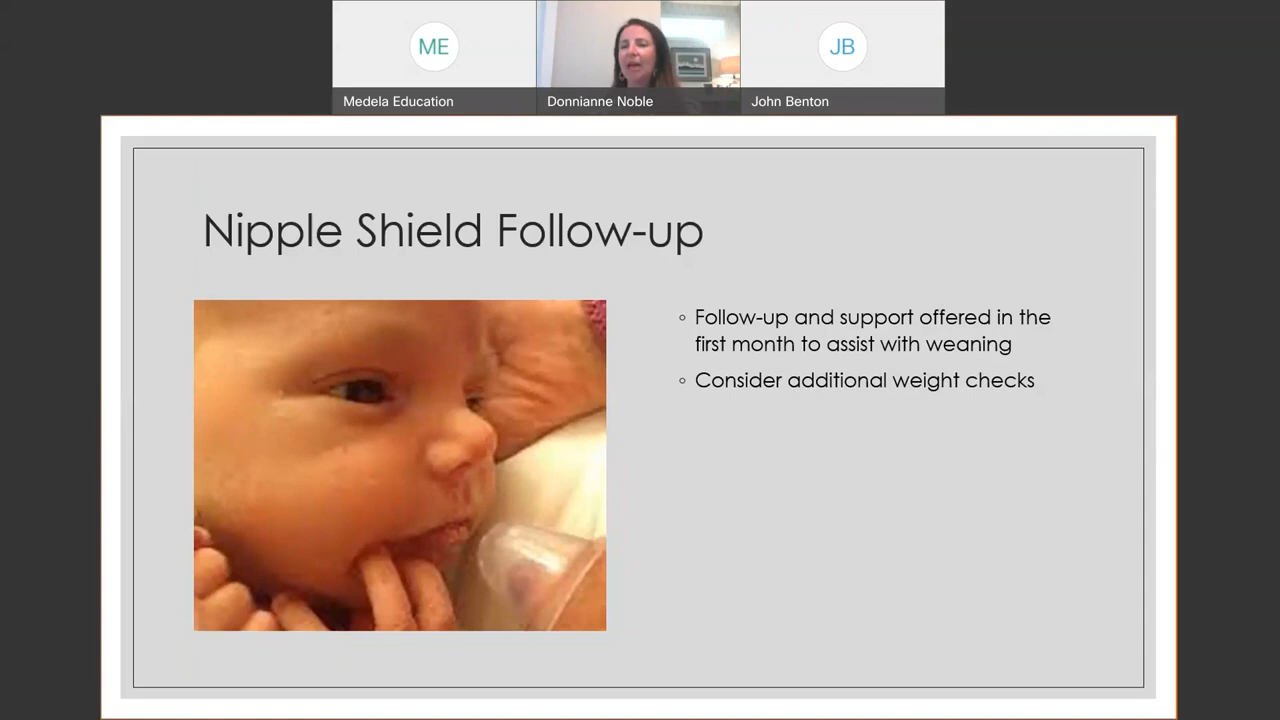 ME
JB
Medela Education
Donnianne Noble
John Benton
Nipple Shield Follow-up
◦ Follow-up and support offered in the
first month to assist with weaning
◦ Consider additional weight checks